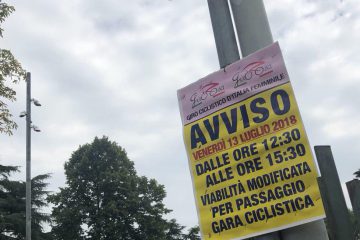 GIRO CICLISTICO D'ITALIA FEMMINILE
AVVISO
VENERDÌ 13 LUGLIO 2018
DALLE ORE 12:30
ALLE ORE 15:30
VIABILITÀ MODIFICATA
PER PASSAGGIO
GARA CICLISTICA